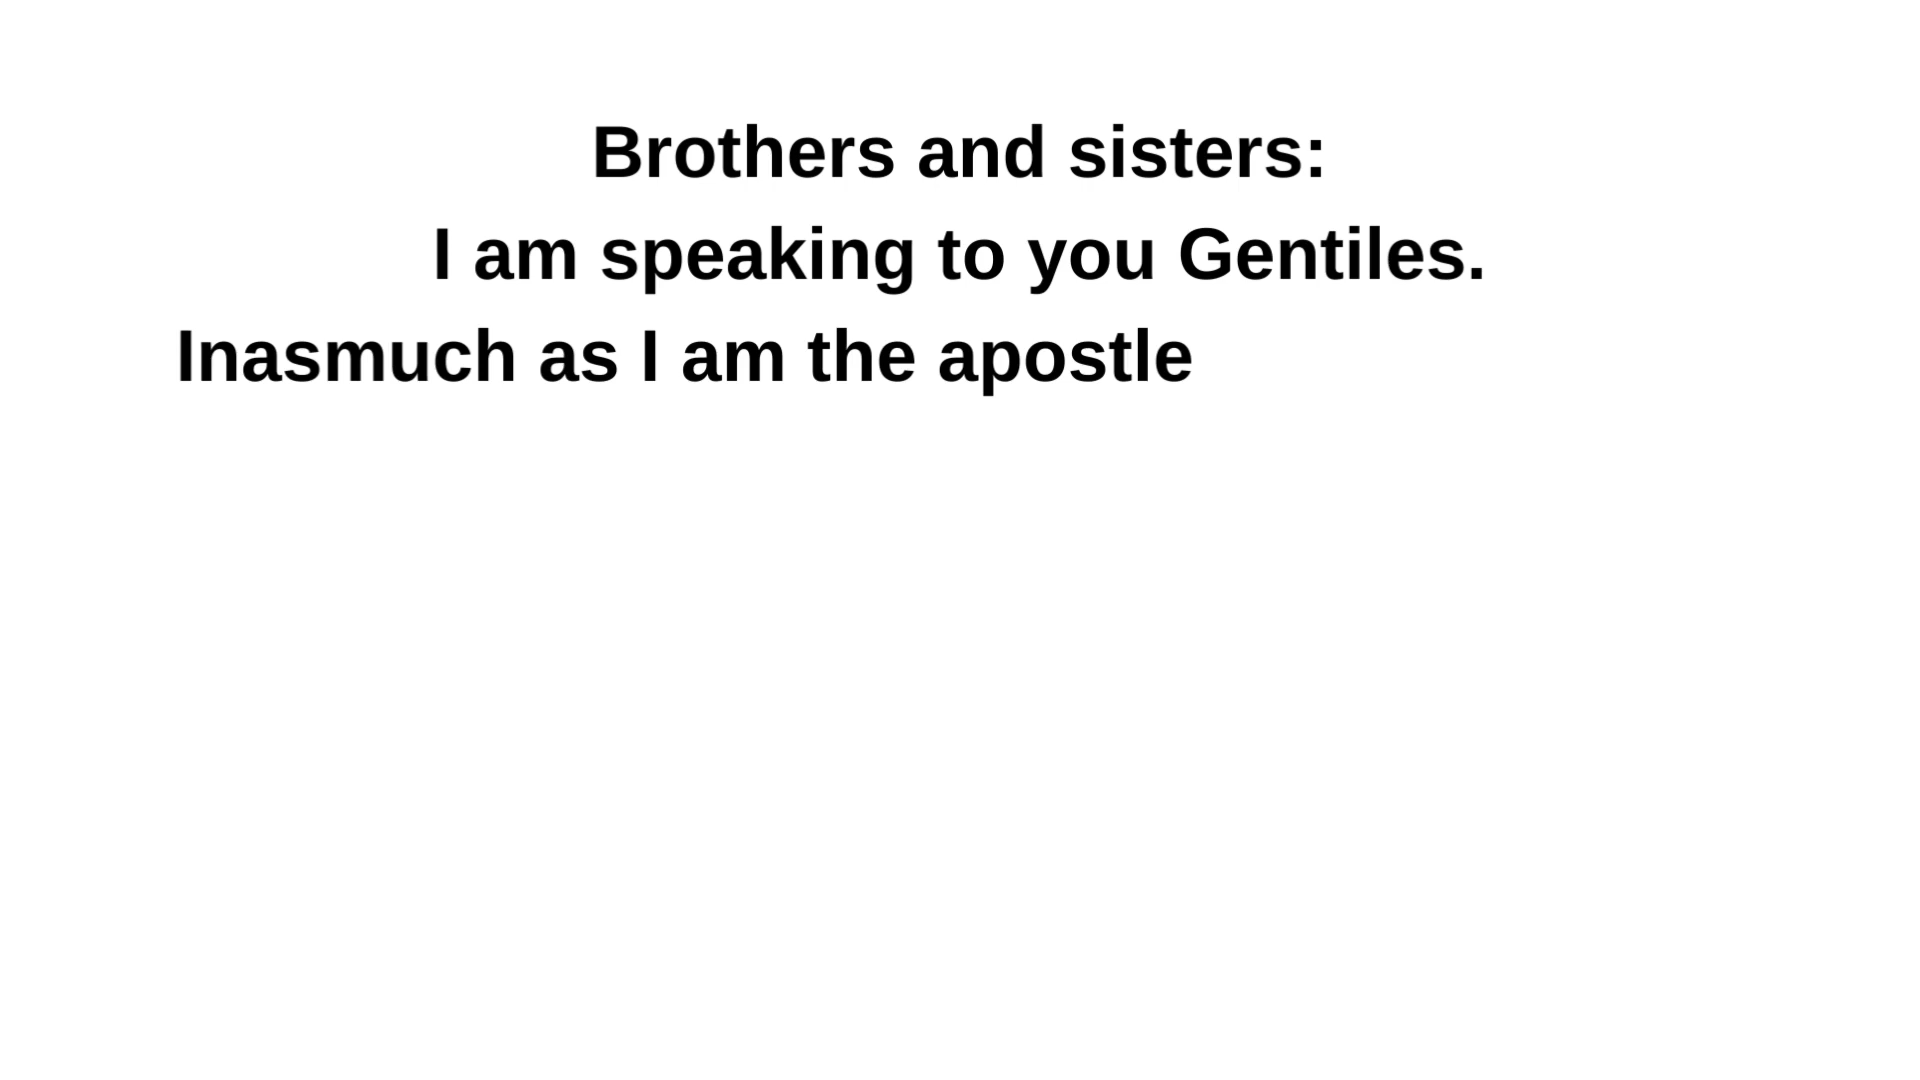 Brothers and sisters:
I am speaking to you Gentiles.
Inasmuch as I am the apostle